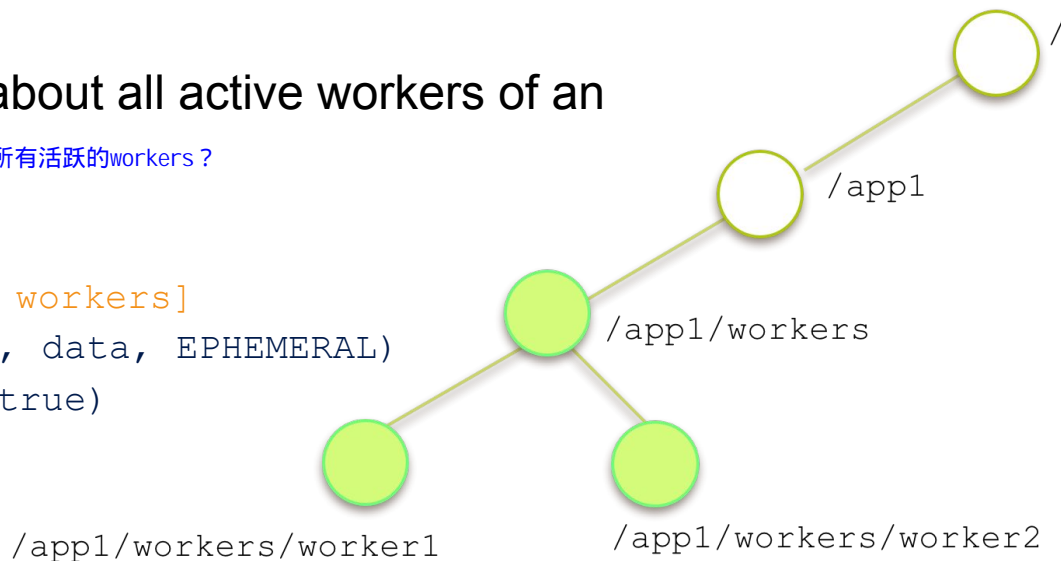 /
about all active workers of an
所有活跃的workers？
/app1
workers]
/app1/workers
, data, EPHEMERAL)
true)
/app1/workers/worker1
/app1/workers/worker2